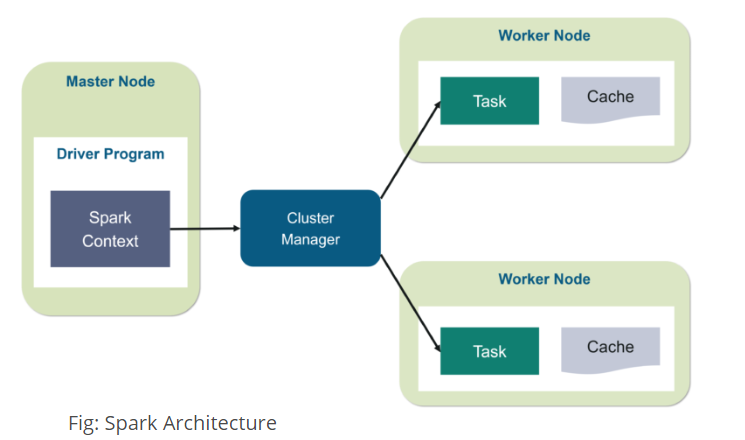 Master Node
Driver Program
Spark
Context
Cluster
Manager
Worker Node
Task
Cache
Worker Node
Task
Cache
Fig: Spark Architecture